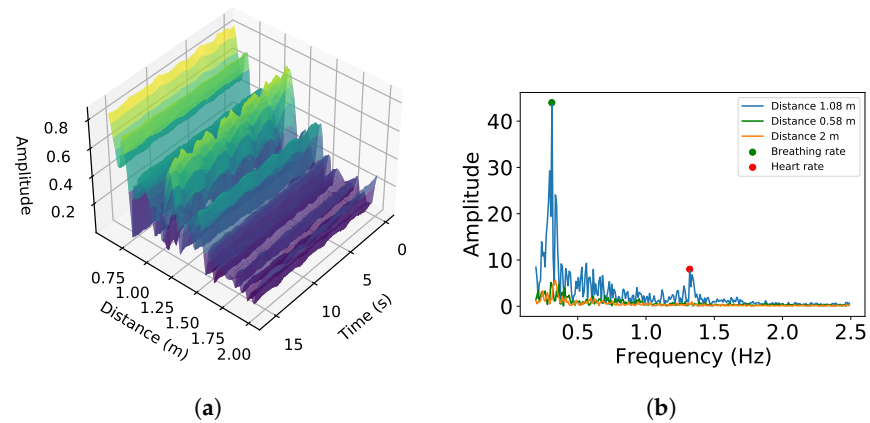 Amplitude
0.8
0.6
0.4
0.2
0.75
1.00
1.25
1.50
1.75
2.00
Distance (m)
15
10
5
0
Time (s)
(a)
Amplitude
40
30
20
10
0
Distance 1.08 m
Distance 0.58 m
Distance 2 m
Breathing rate
Heart rate
0.5 1.0 1.5 2.0 2.5
Frequency (Hz)
(b)